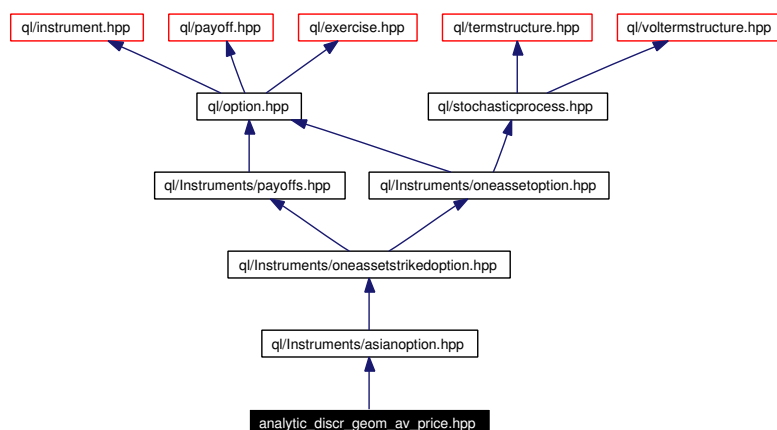 ql/instrument.hpp
ql/payoff.hpp
ql/exercise.hpp
ql/termstructure.hpp
ql/voltermstructure.hpp
ql/option.hpp
ql/stochasticprocess.hpp
ql/Instruments/payoffs.hpp
ql/Instruments/oneassetoption.hpp
ql/Instruments/oneassetstrikedoption.hpp
ql/Instruments/asianoption.hpp
analytic_discr_geom_av_price.hpp